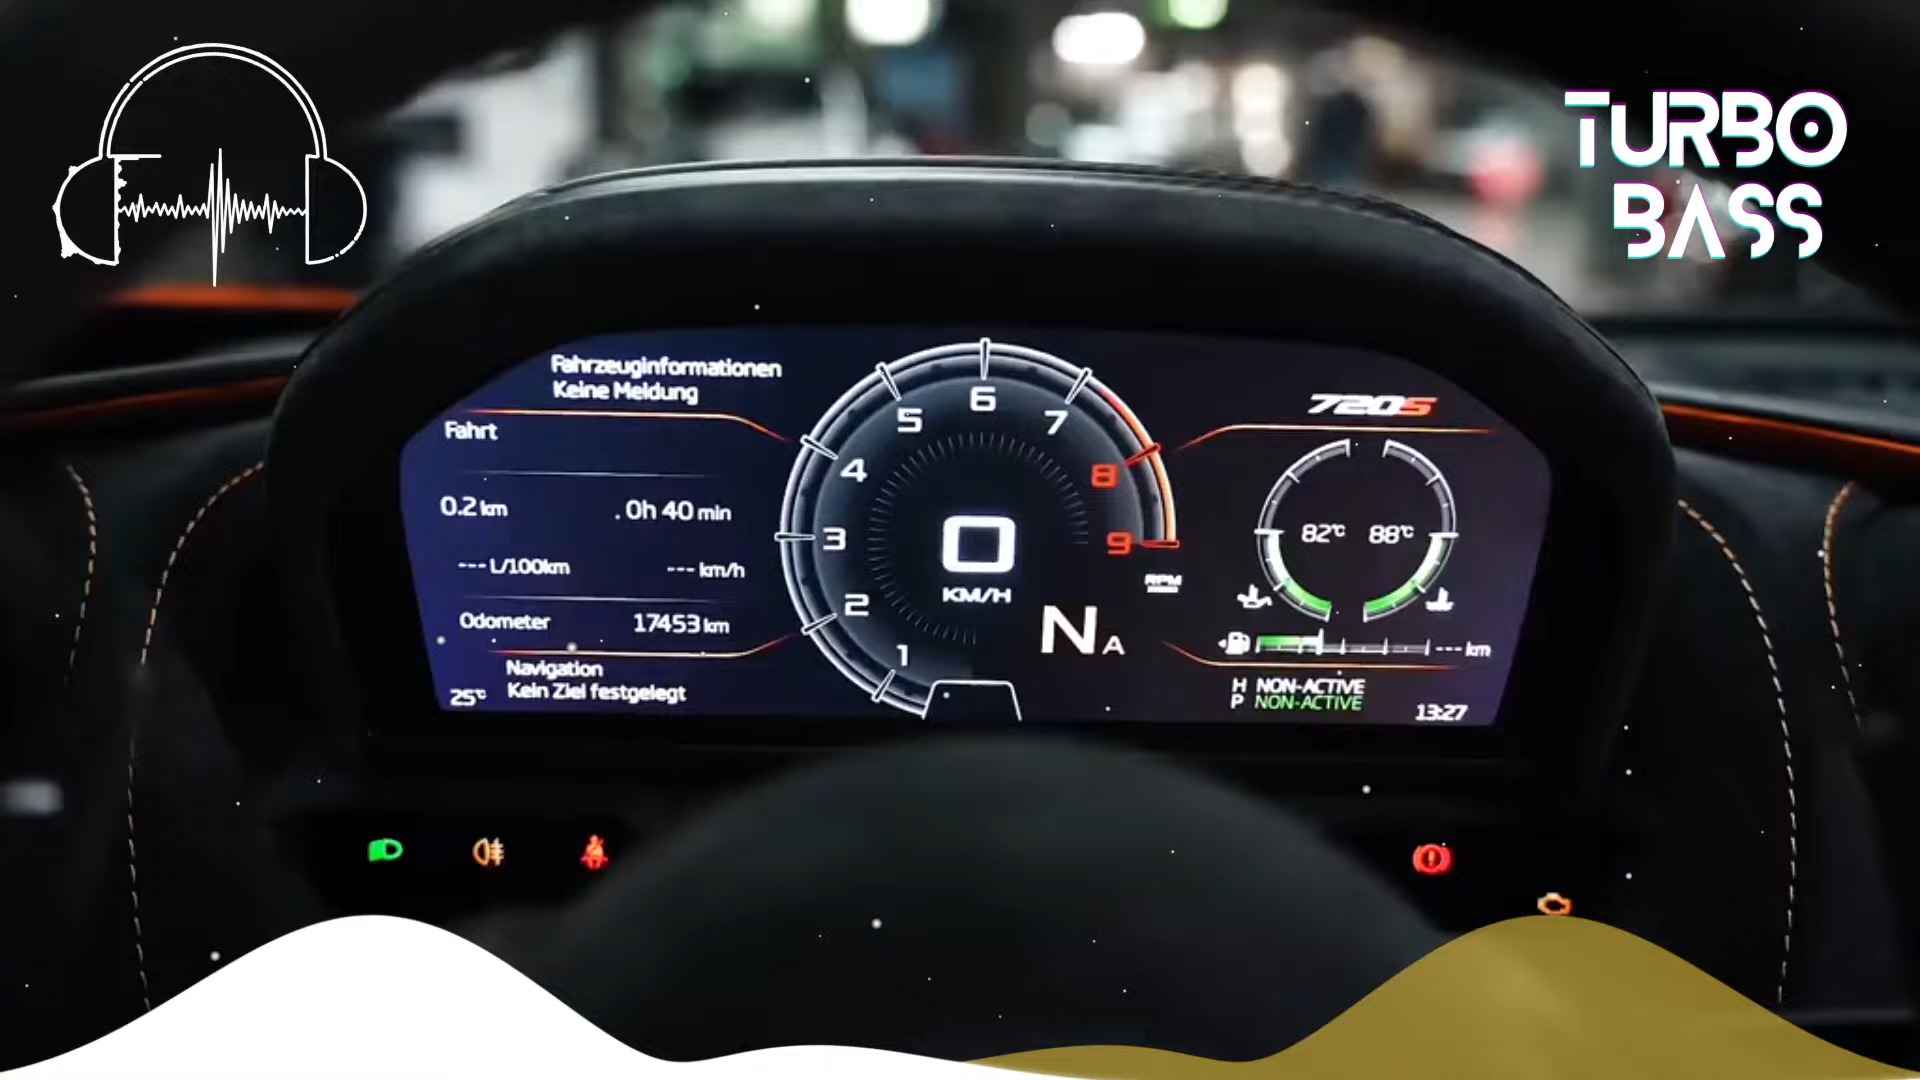 TURBO
BASS
Fahrzeuginformationen
Keine Meldung
Fahrt
0.2 km
0h 40 min
--- L/100km
--- km/h
Odometer
17453 km
Navigation
Kein Ziel festgelegt
25°C
1
2
3
4
5
6
7
8
9
0
KM/H
RPM
NA
720S
82°C
88°C
--- km
H NON-ACTIVE
P NON-ACTIVE
13:27